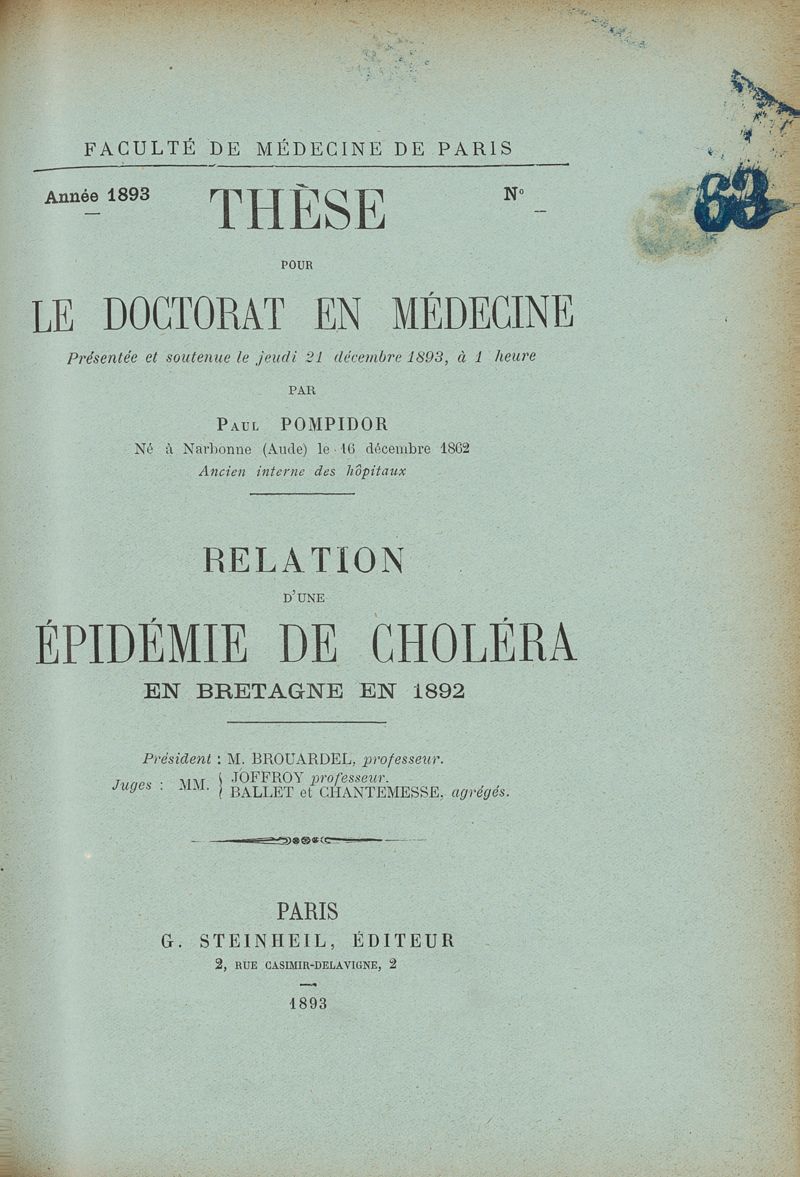 FACULTÉ DE MÉDECINE DE PARIS
Année 1893
THÈSE
N°
63
POUR
LE DOCTORAT EN MÉDECINE
Présentée et soutenue le jeudi 21 décembre 1893, à 1 heure
PAR
PAUL POMPIDOR
Né à Narbonne (Aude) le 16 décembre 1862
Ancien interne des hôpitaux
RELATION
D'UNE
ÉPIDÉMIE DE CHOLÉRA
EN BRETAGNE EN 1892
Président : M. BROUARDEL, professeur.
Juges : MM. { JOFFROY professeur.
BALLET et CHANTEMESSE, agrégés.
PARIS
G. STEINHEIL, ÉDITEUR
2, RUE CASIMIR-DELAVIGNE, 2
1893